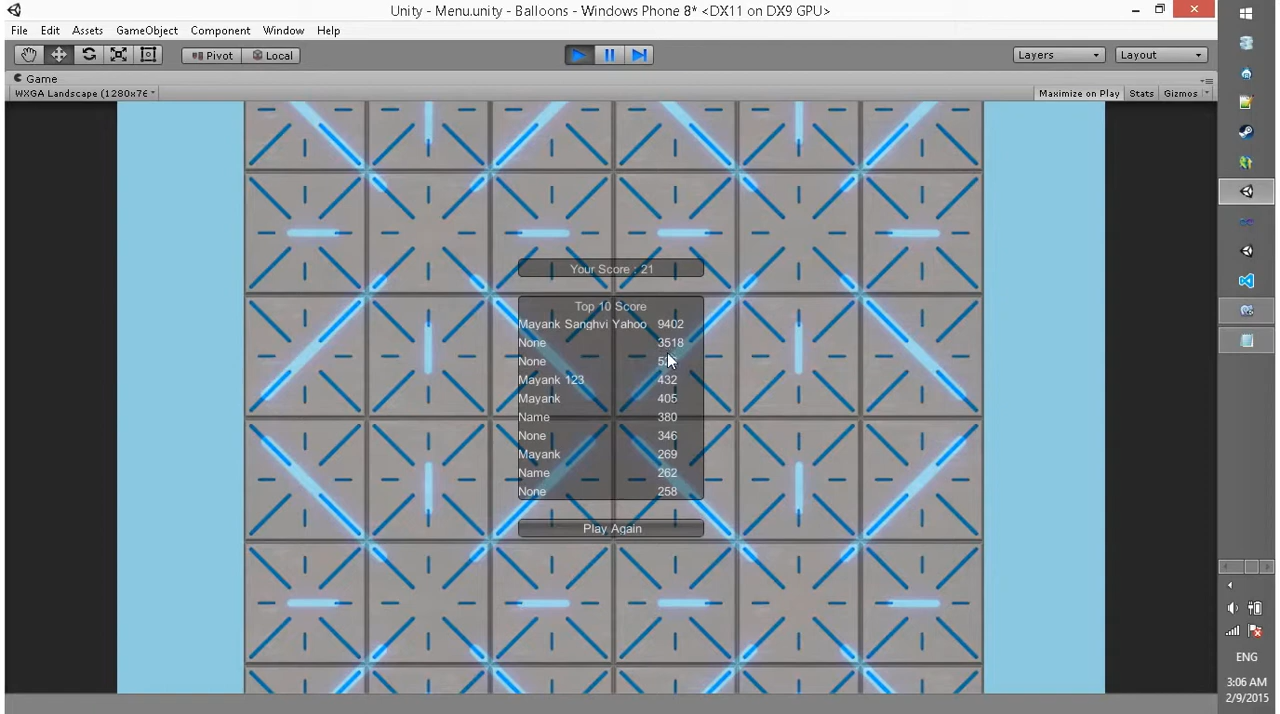 Unity - Menu.unity - Balloons - Windows Phone 8* <DX11 on DX9 GPU>
File Edit Assets GameObject Component Window Help
Pivot Local Layers Layout
Game
WXGA Landscape (1280x76 Maximize on Play Stats Gizmos
Your Score : 21
Top 10 Score
Mayank Sanghvi Yahoo 9402
None 3518
None
Mayank 123 432
Mayank 405
Name 380
None 346
Mayank 269
Name 262
None 258
Play Again
ENG
3:06 AM
2/9/2015